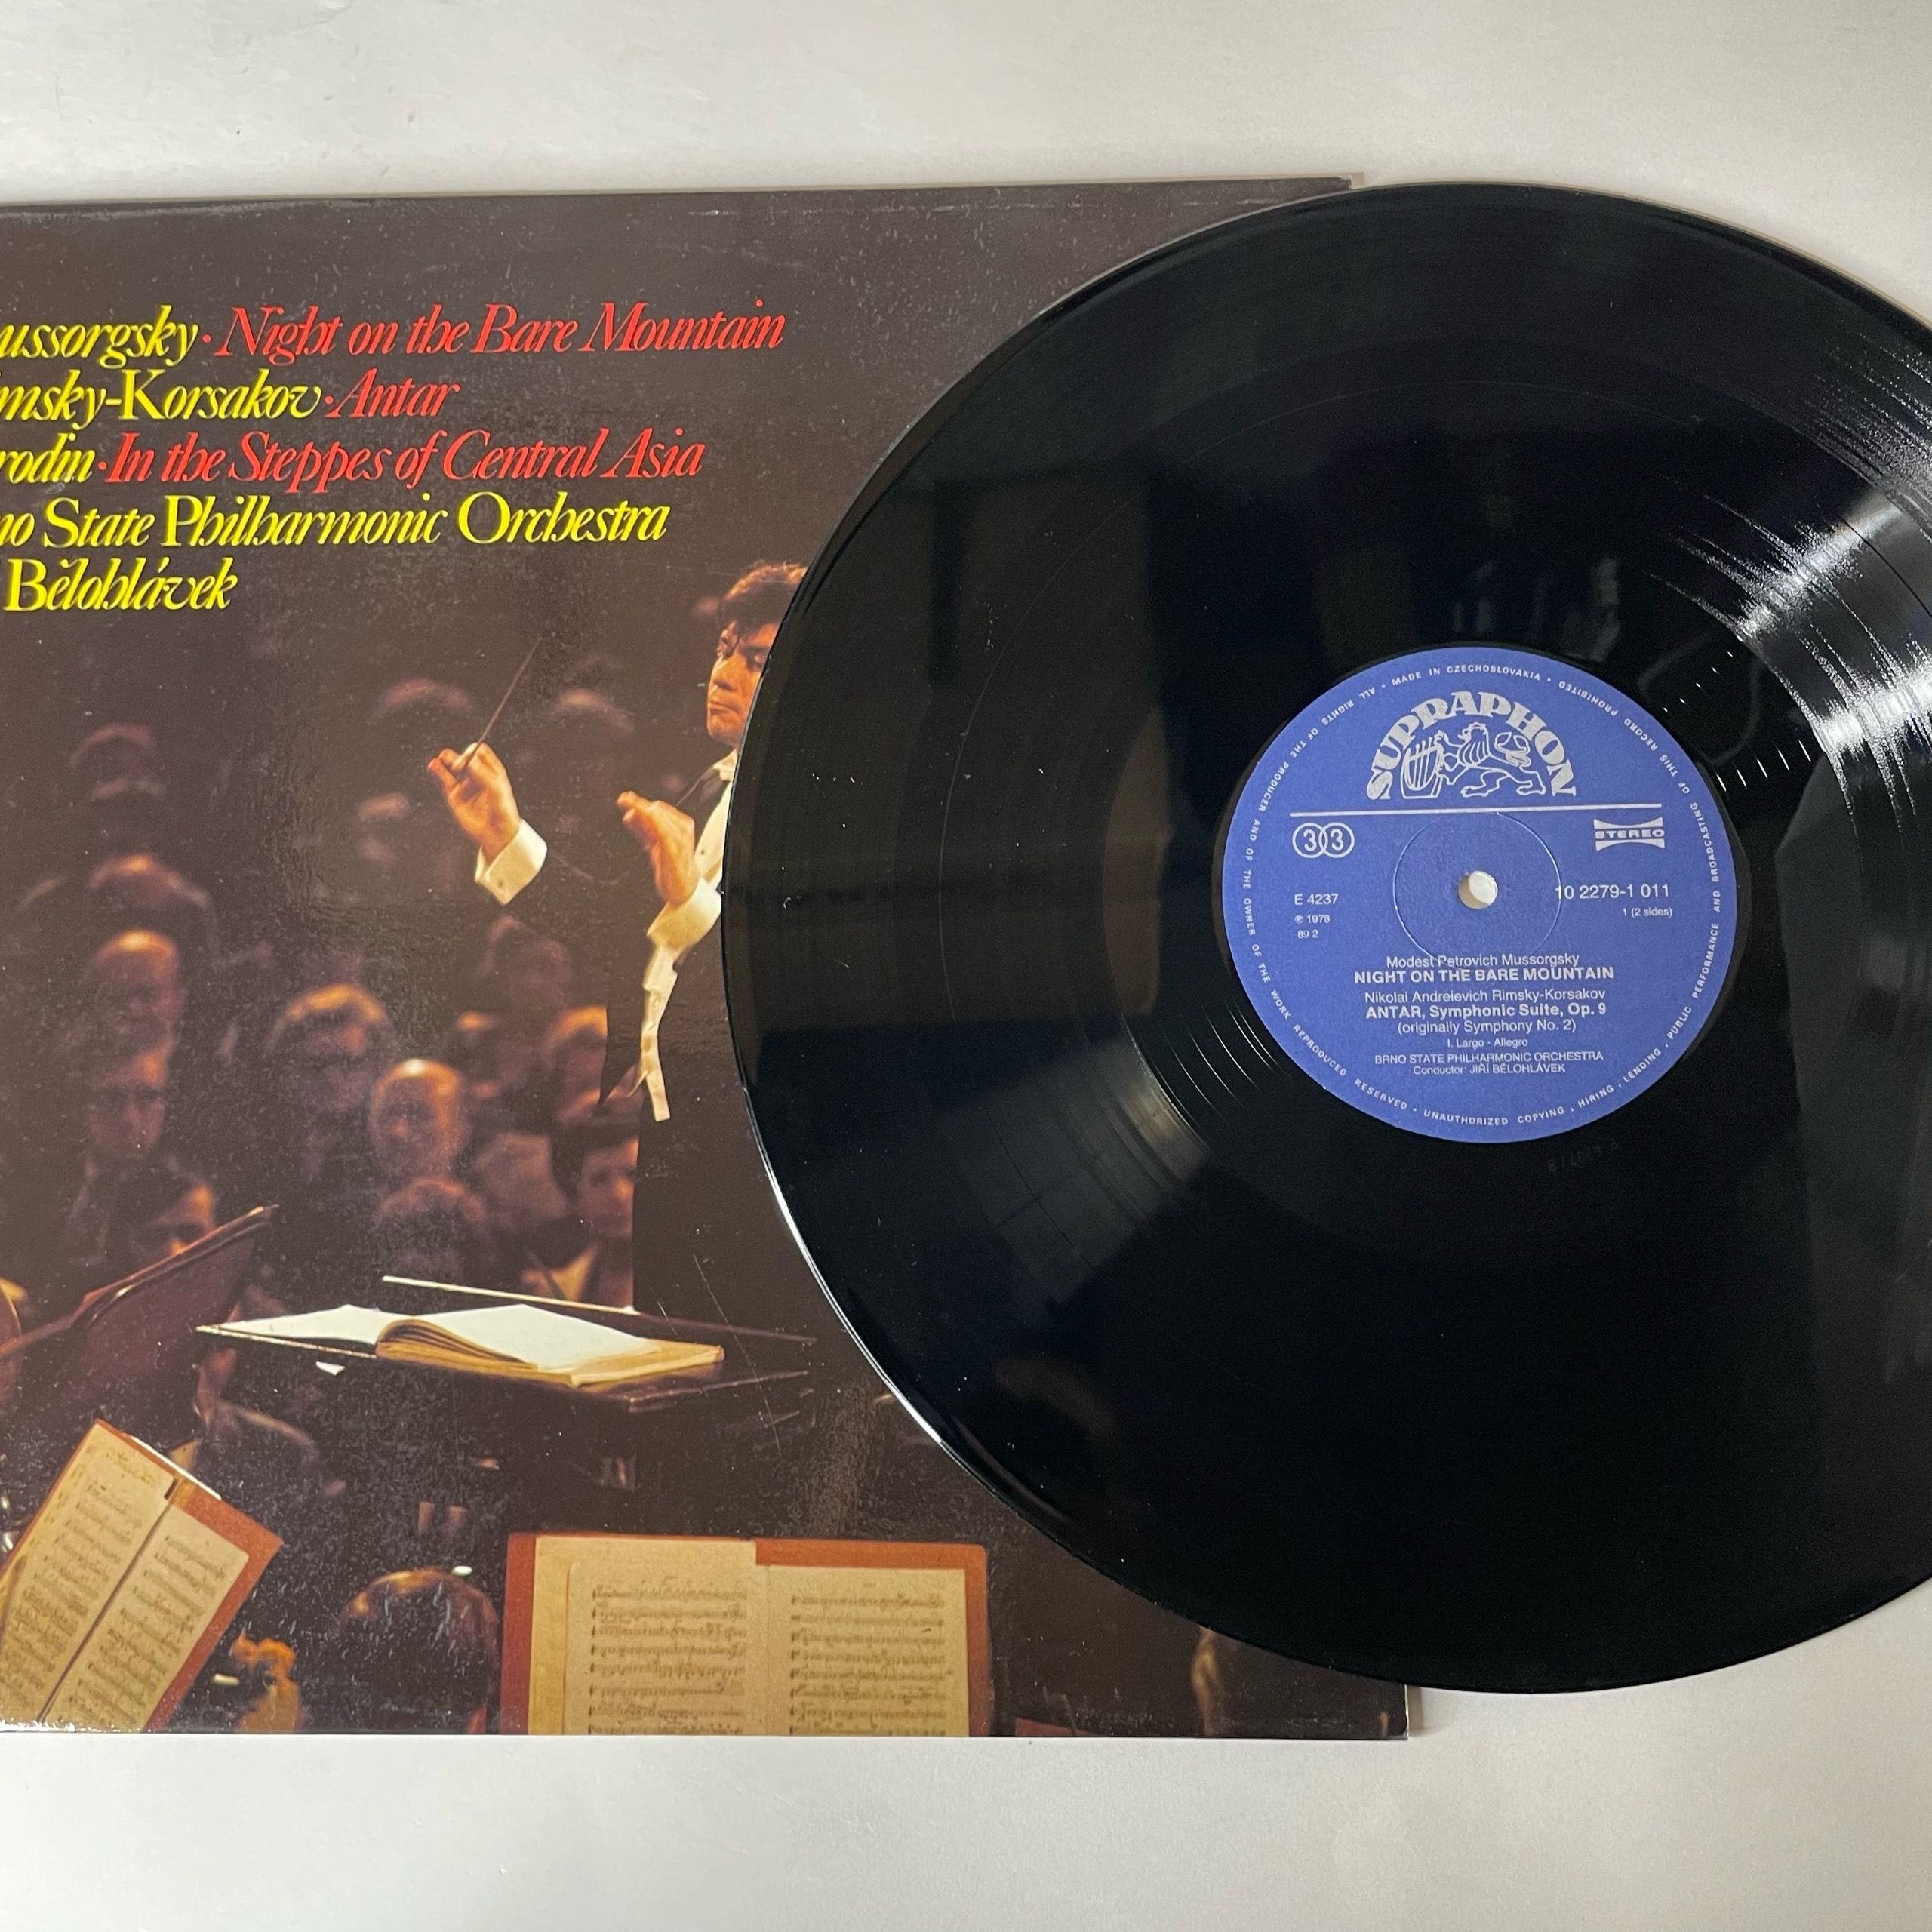 ussorgsky · Night on the Bare Mountain
msky-Korsakov · Antar
rodin · In the Steppes of Central Asia
no State Philharmonic Orchestra
Bělohlávek
ALL RIGHTS OF THE PRODUCER AND OF THE OWNER OF THE WORK REPRODUCED RESERVED • UNAUTHORIZED COPYING • HIRING • LENDING • PUBLIC PERFORMANCE AND BROADCASTING OF THIS RECORD PROHIBITED • MADE IN CZECHOSLOVAKIA •
SUPRAPHON
33
STEREO
E 4237
10 2279-1 011
℗ 1978
1 (2 sides)
89 2
Modest Petrovich Mussorgsky
NIGHT ON THE BARE MOUNTAIN
Nikolai Andreievich Rimsky-Korsakov
ANTAR, Symphonic Suite, Op. 9
(originally Symphony No. 2)
I. Largo - Allegro
BRNO STATE PHILHARMONIC ORCHESTRA
Conductor: JIŘÍ BĚLOHLÁVEK